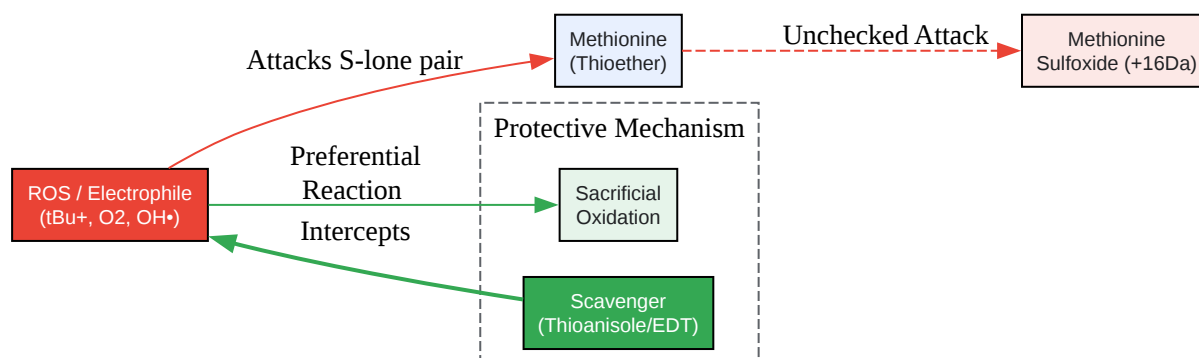 Attacks S-lone pair
Methionine
(Thioether)
Unchecked Attack
Methionine
Sulfoxide (+16Da)
Protective Mechanism
ROS / Electrophile
(tBu+, O2, OH•)
Preferential
Reaction
Intercepts
Sacrificial
Oxidation
Scavenger
(Thioanisole/EDT)